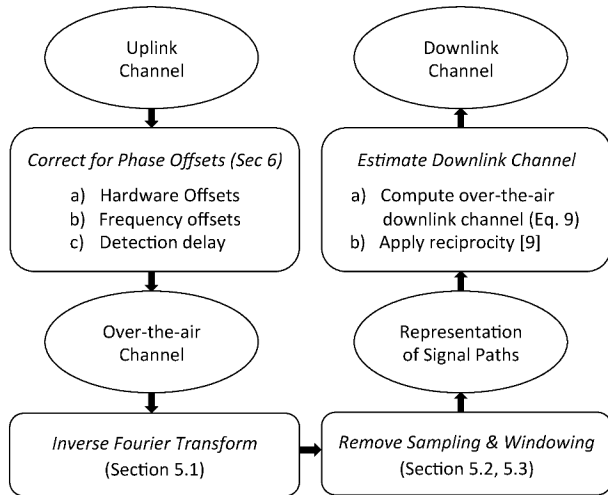 Uplink
Channel
Correct for Phase Offsets (Sec 6)
a) Hardware Offsets
b) Frequency offsets
c) Detection delay
Over-the-air
Channel
Inverse Fourier Transform
(Section 5.1)
Remove Sampling & Windowing
(Section 5.2, 5.3)
Representation
of Signal Paths
Estimate Downlink Channel
a) Compute over-the-air
downlink channel (Eq. 9)
b) Apply reciprocity [9]
Downlink
Channel